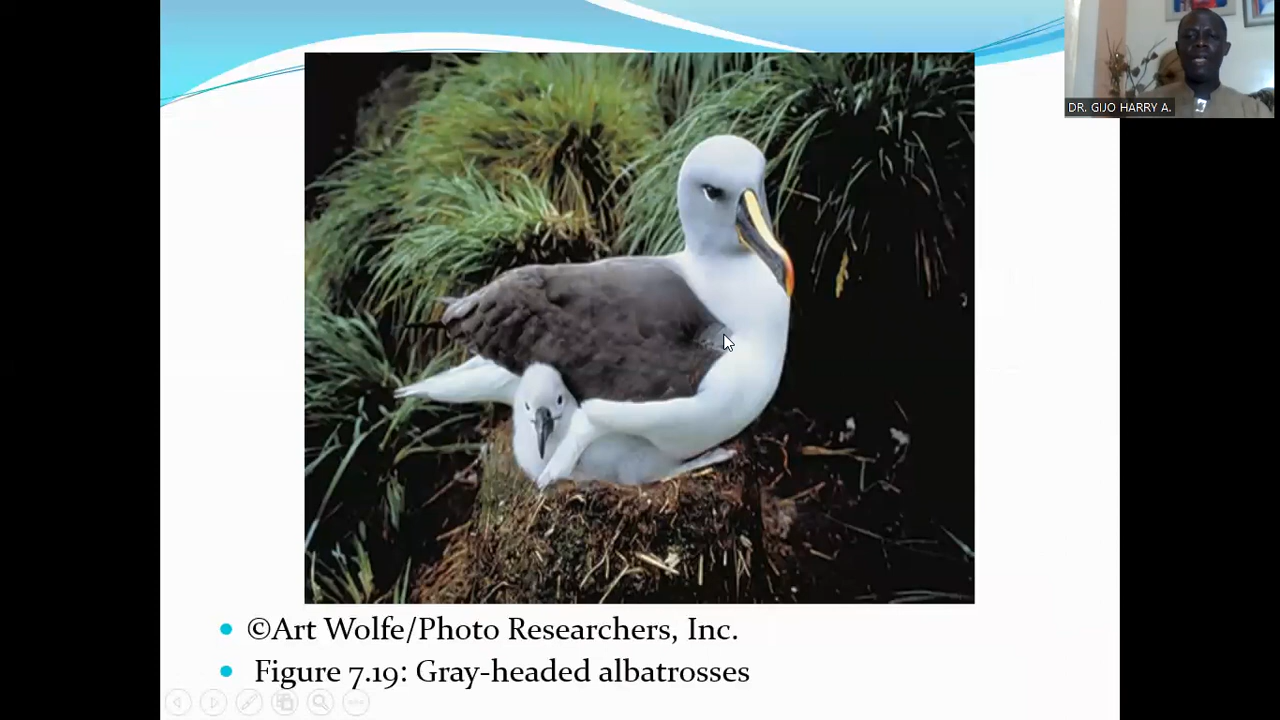 DR. GIJO HARRY A.
©Art Wolfe/Photo Researchers, Inc.
Figure 7.19: Gray-headed albatrosses